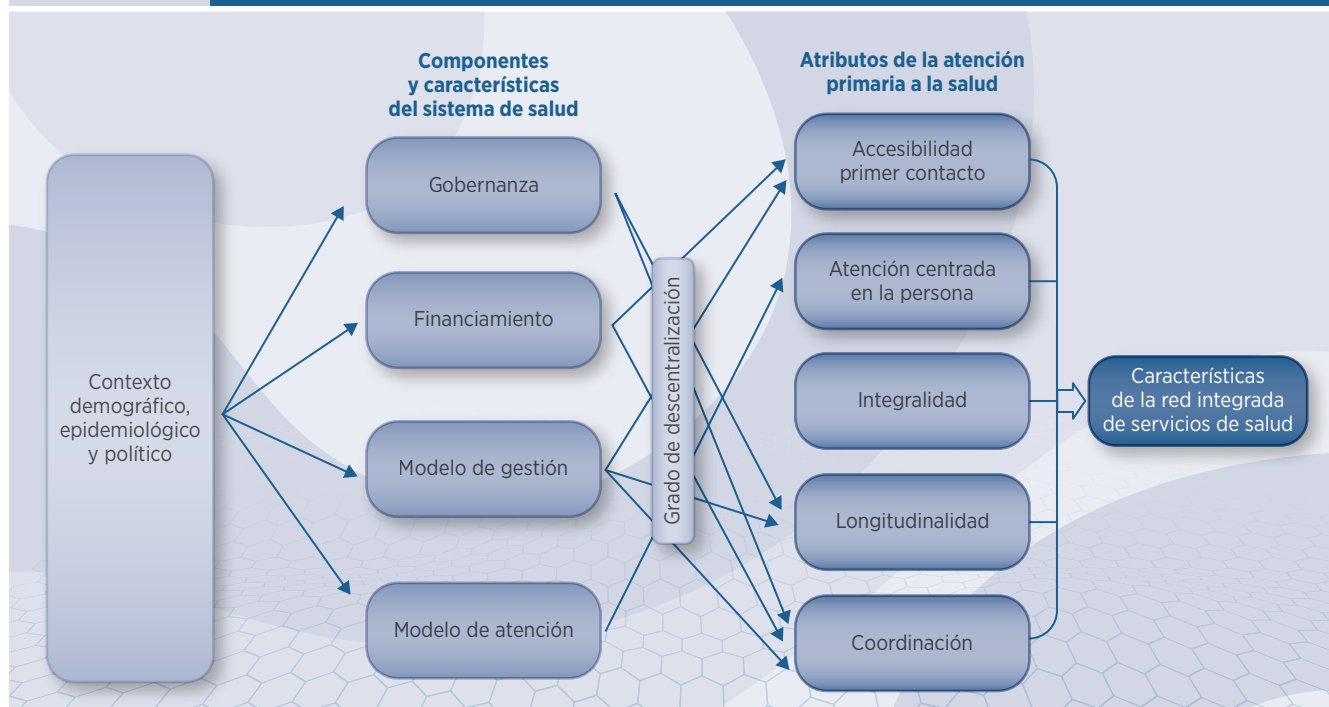 Componentes
y características
del sistema de salud
Atributos de la atención
primaria a la salud
Contexto
demográfico,
epidemiológico
y político
Gobernanza
Financiamiento
Modelo de gestión
Modelo de atención
Grado de descentralización
Accesibilidad
primer contacto
Atención centrada
en la persona
Integralidad
Longitudinalidad
Coordinación
Características
de la red integrada
de servicios de salud